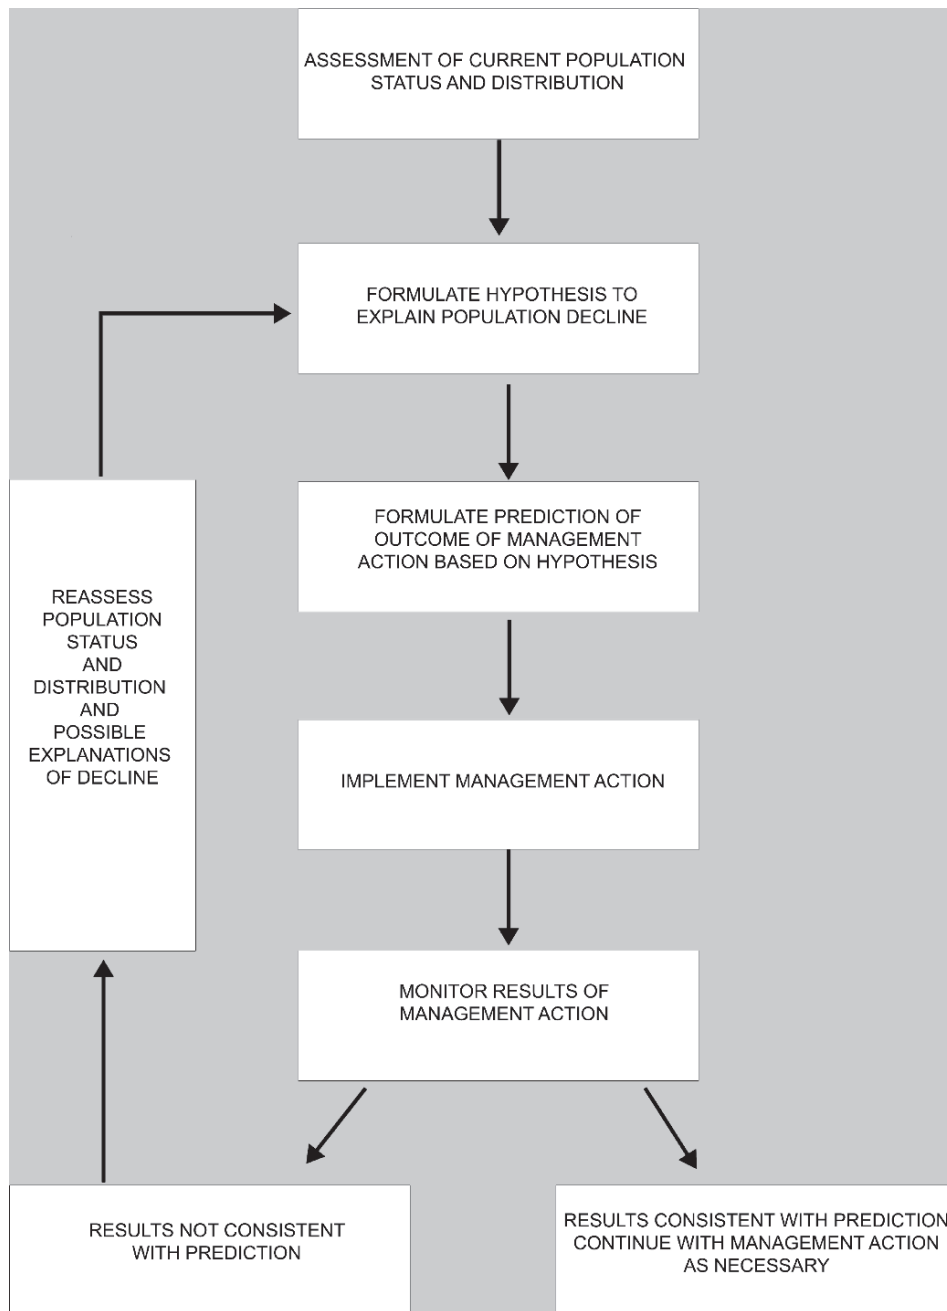 ASSESSMENT OF CURRENT POPULATION
STATUS AND DISTRIBUTION
FORMULATE HYPOTHESIS TO
EXPLAIN POPULATION DECLINE
FORMULATE PREDICTION OF
OUTCOME OF MANAGEMENT
ACTION BASED ON HYPOTHESIS
REASSESS
POPULATION
STATUS
AND
DISTRIBUTION
AND
POSSIBLE
EXPLANATIONS
OF DECLINE
IMPLEMENT MANAGEMENT ACTION
MONITOR RESULTS OF
MANAGEMENT ACTION
RESULTS NOT CONSISTENT
WITH PREDICTION
RESULTS CONSISTENT WITH PREDICTION
CONTINUE WITH MANAGEMENT ACTION
AS NECESSARY